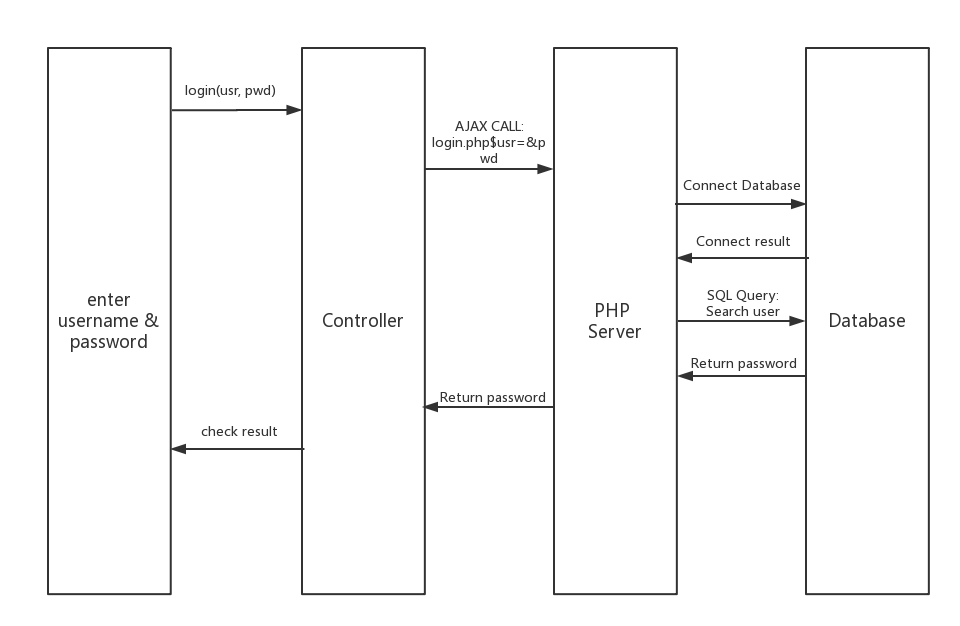 login(usr, pwd)
AJAX CALL:
login.php$usr=&p
wd
Connect Database
Connect result
SQL Query:
Search user
Return password
Return password
check result
enter
username &
password
Controller
PHP
Server
Database